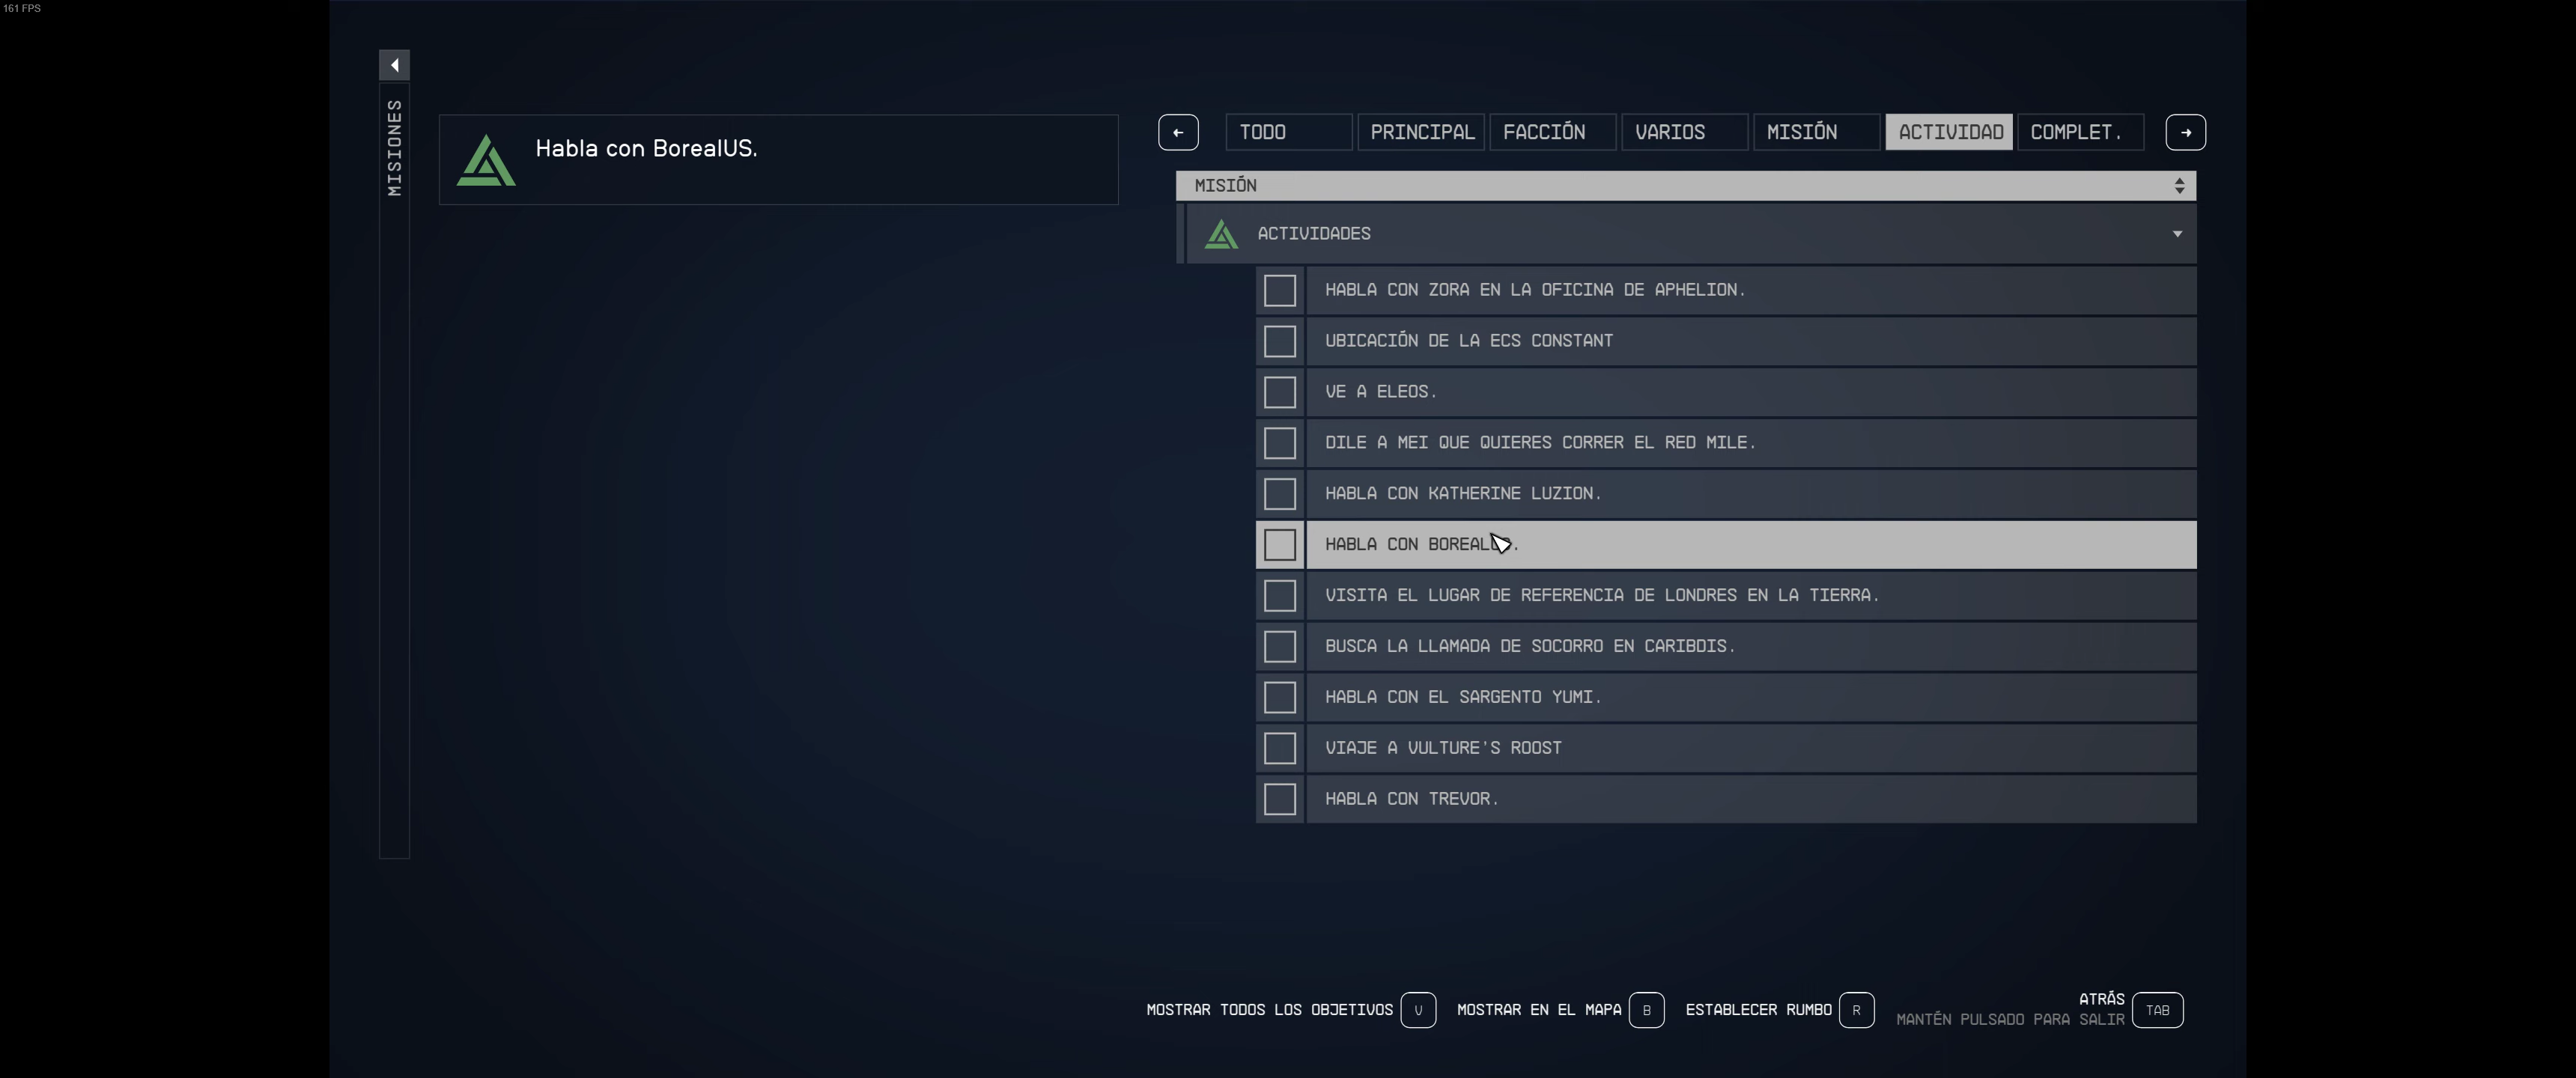 161 FPS
MISIONES
Habla con BorealUS.
TODO
PRINCIPAL
FACCIÓN
VARIOS
MISIÓN
ACTIVIDAD
COMPLET.
MISIÓN
ACTIVIDADES
HABLA CON ZORA EN LA OFICINA DE APHELION.
UBICACIÓN DE LA ECS CONSTANT
VE A ELEOS.
DILE A MEI QUE QUIERES CORRER EL RED MILE.
HABLA CON KATHERINE LUZION.
HABLA CON BOREALUS.
VISITA EL LUGAR DE REFERENCIA DE LONDRES EN LA TIERRA.
BUSCA LA LLAMADA DE SOCORRO EN CARIBDIS.
HABLA CON EL SARGENTO YUMI.
VIAJE A VULTURE'S ROOST
HABLA CON TREVOR.
MOSTRAR TODOS LOS OBJETIVOS V
MOSTRAR EN EL MAPA B
ESTABLECER RUMBO R
ATRÁS
MANTÉN PULSADO PARA SALIR
TAB